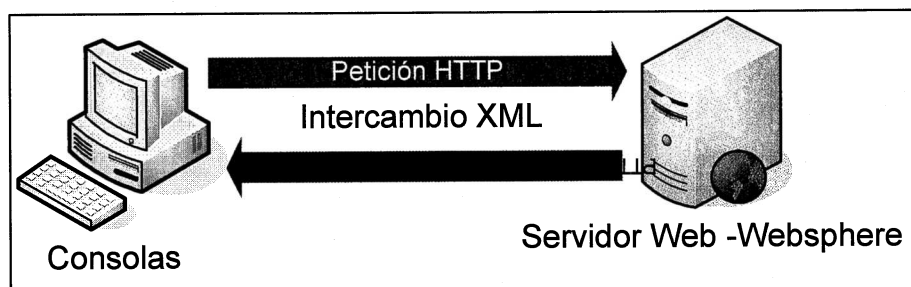 Petición HTTP
Intercambio XML
Consolas
Servidor Web -Websphere